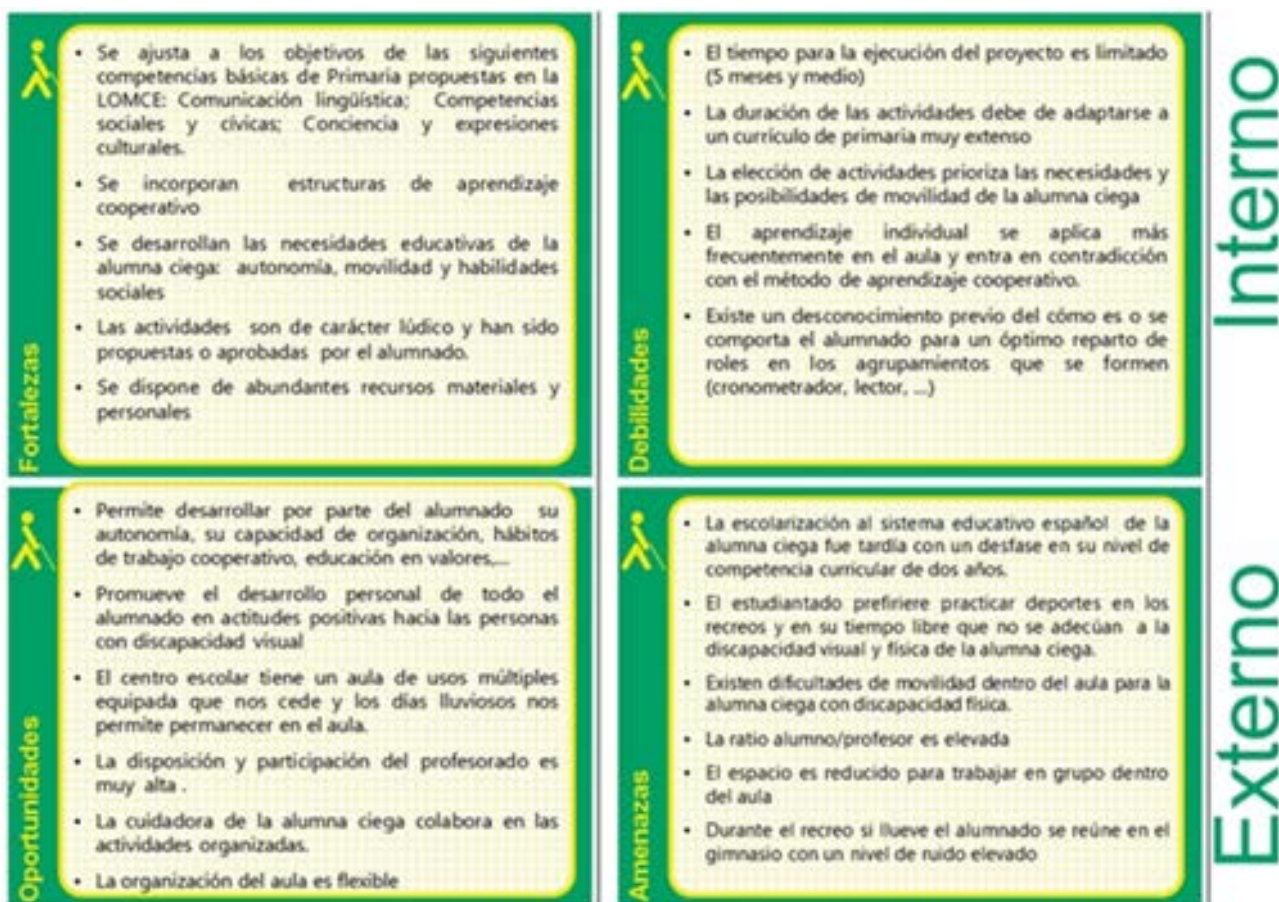 Fortalezas
• Se ajusta a los objetivos de las siguientes
competencias básicas de Primaria propuestas en la
LOMCE: Comunicación lingüística; Competencias
sociales y cívicas; Conciencia y expresiones
culturales.
• Se incorporan estructuras de aprendizaje
cooperativo
• Se desarrollan las necesidades educativas de la
alumna ciega: autonomía, movilidad y habilidades
sociales
• Las actividades son de carácter lúdico y han sido
propuestas o aprobadas por el alumnado.
• Se dispone de abundantes recursos materiales y
personales
Debilidades
• El tiempo para la ejecución del proyecto es limitado
(5 meses y medio)
• La duración de las actividades debe de adaptarse a
un currículo de primaria muy extenso
• La elección de actividades prioriza las necesidades y
las posibilidades de movilidad de la alumna ciega
• El aprendizaje individual se aplica más
frecuentemente en el aula y entra en contradicción
con el método de aprendizaje cooperativo.
• Existe un desconocimiento previo del cómo es o se
comporta el alumnado para un óptimo reparto de
roles en los agrupamientos que se formen
(cronometrador, lector, ...)
Interno
Oportunidades
• Permite desarrollar por parte del alumnado su
autonomía, su capacidad de organización, hábitos
de trabajo cooperativo, educación en valores,...
• Promueve el desarrollo personal de todo el
alumnado en actitudes positivas hacia las personas
con discapacidad visual
• El centro escolar tiene un aula de usos múltiples
equipada que nos cede y los días lluviosos nos
permite permanecer en el aula.
• La disposición y participación del profesorado es
muy alta .
• La cuidadora de la alumna ciega colabora en las
actividades organizadas.
• La organización del aula es flexible
Amenazas
• La escolarización al sistema educativo español de la
alumna ciega fue tardía con un desfase en su nivel de
competencia curricular de dos años.
• El estudiantado prefiriere practicar deportes en los
recreos y en su tiempo libre que no se adecúan a la
discapacidad visual y física de la alumna ciega.
• Existen dificultades de movilidad dentro del aula para la
alumna ciega con discapacidad física.
• La ratio alumno/profesor es elevada
• El espacio es reducido para trabajar en grupo dentro
del aula
• Durante el recreo si llueve el alumnado se reúne en el
gimnasio con un nivel de ruido elevado
Externo